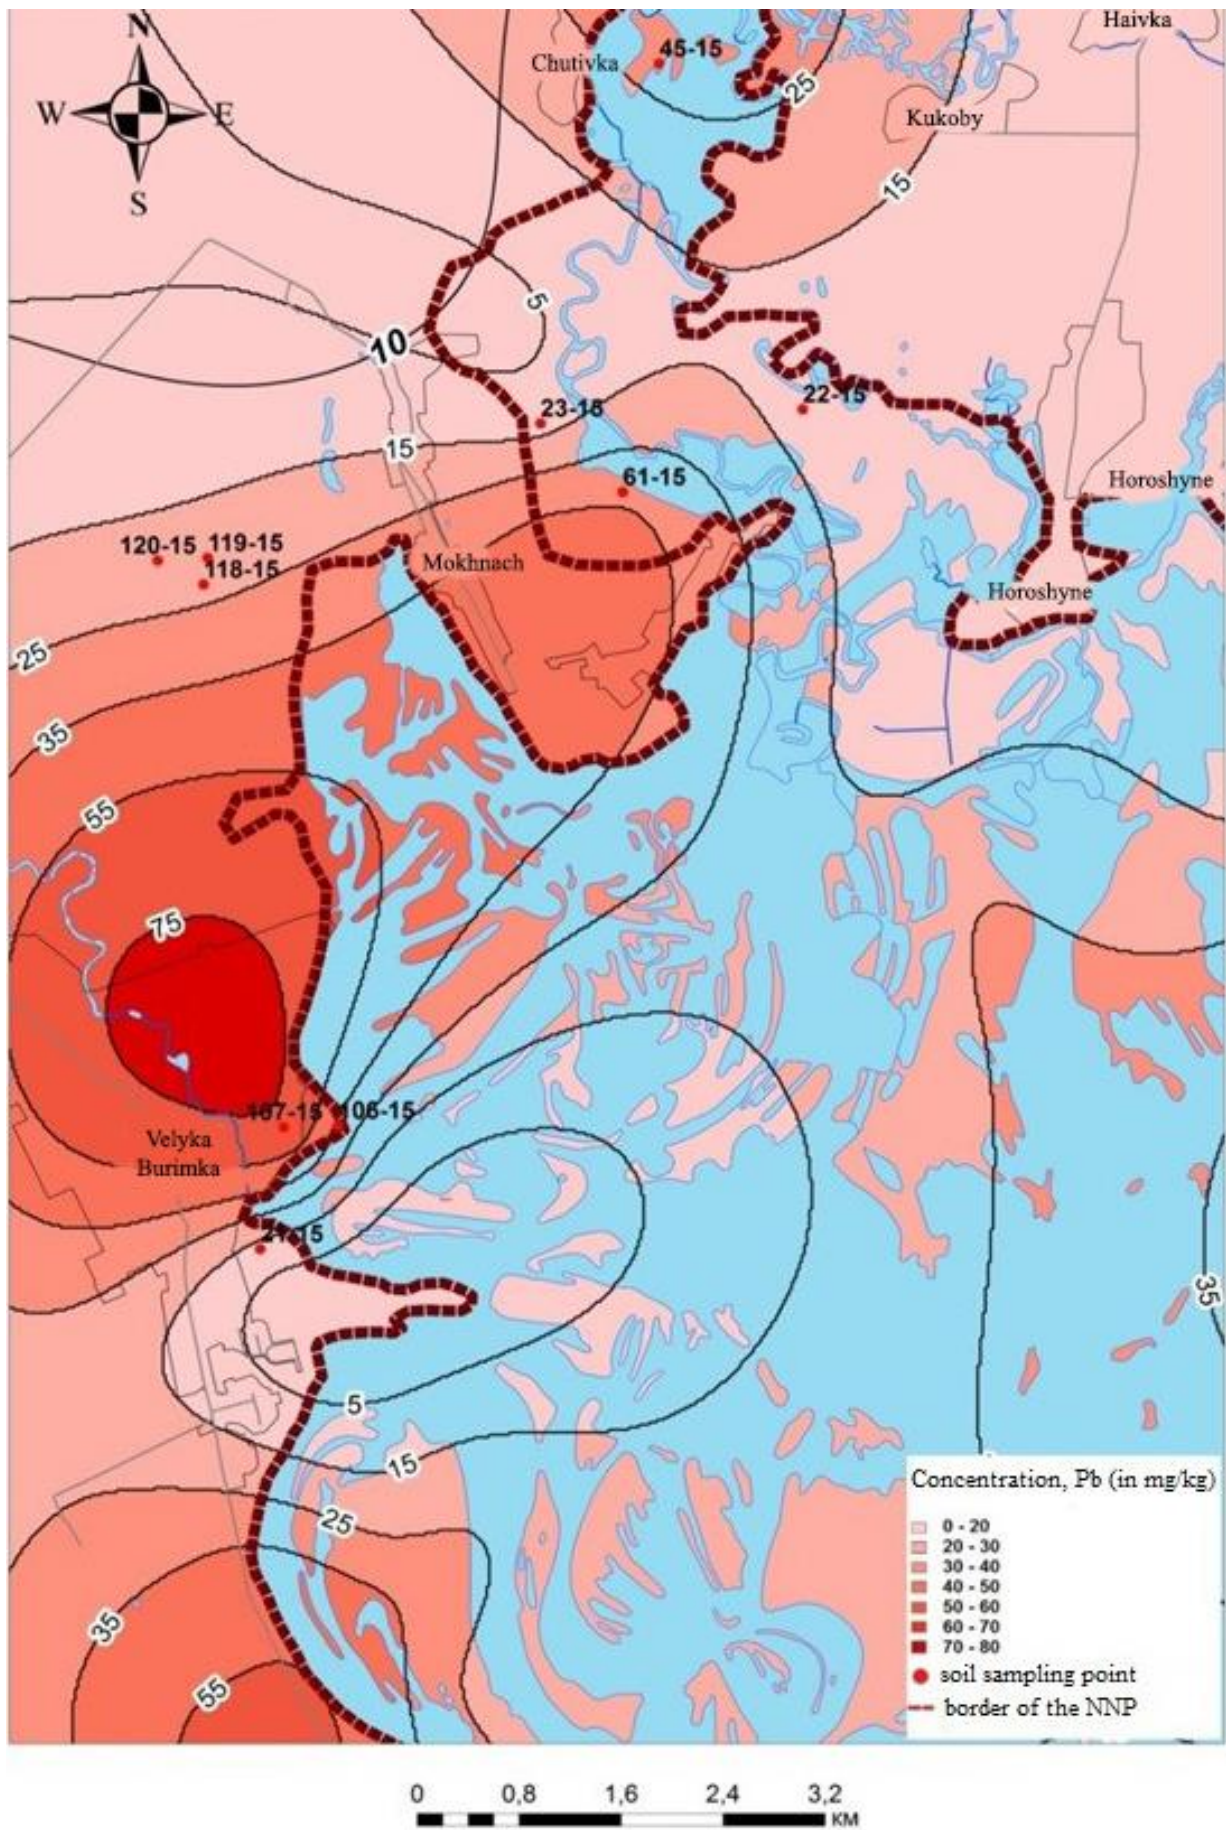 Haivka
N
45-15
Chutivka
25
W
E
Kukoby
S
15
5
10
22-15
23-15
15
61-15
Horoshyne
120-15
119-15
118-15
Mokhnach
Horoshyne
25
35
55
75
107-15
106-15
Velyka
Burimka
21-15
35
5
15
25
35
55
Concentration, Pb (in mg/kg)
0 - 20
20 - 30
30 - 40
40 - 50
50 - 60
60 - 70
70 - 80
soil sampling point
border of the NNP
0 0,8 1,6 2,4 3,2
КМ